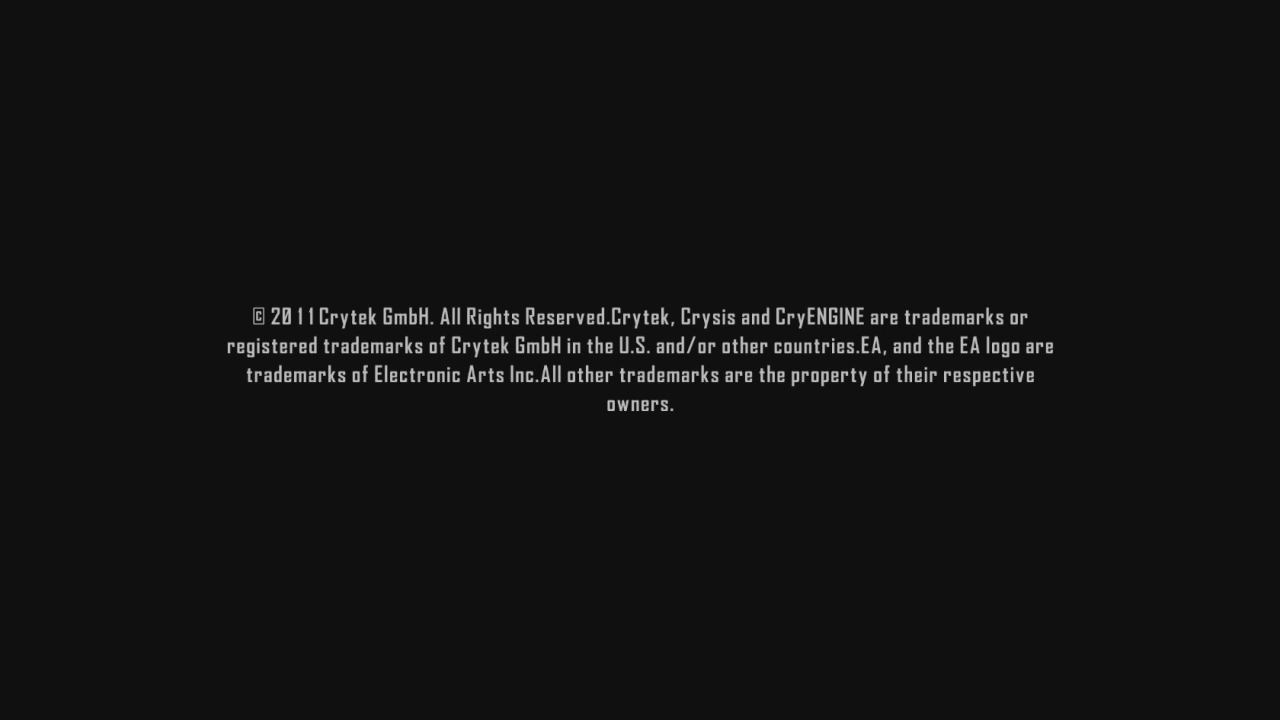 © 2011 Crytek GmbH. All Rights Reserved.Crytek, Crysis and CryENGINE are trademarks or
registered trademarks of Crytek GmbH in the U.S. and/or other countries.EA, and the EA logo are
trademarks of Electronic Arts Inc.All other trademarks are the property of their respective
owners.